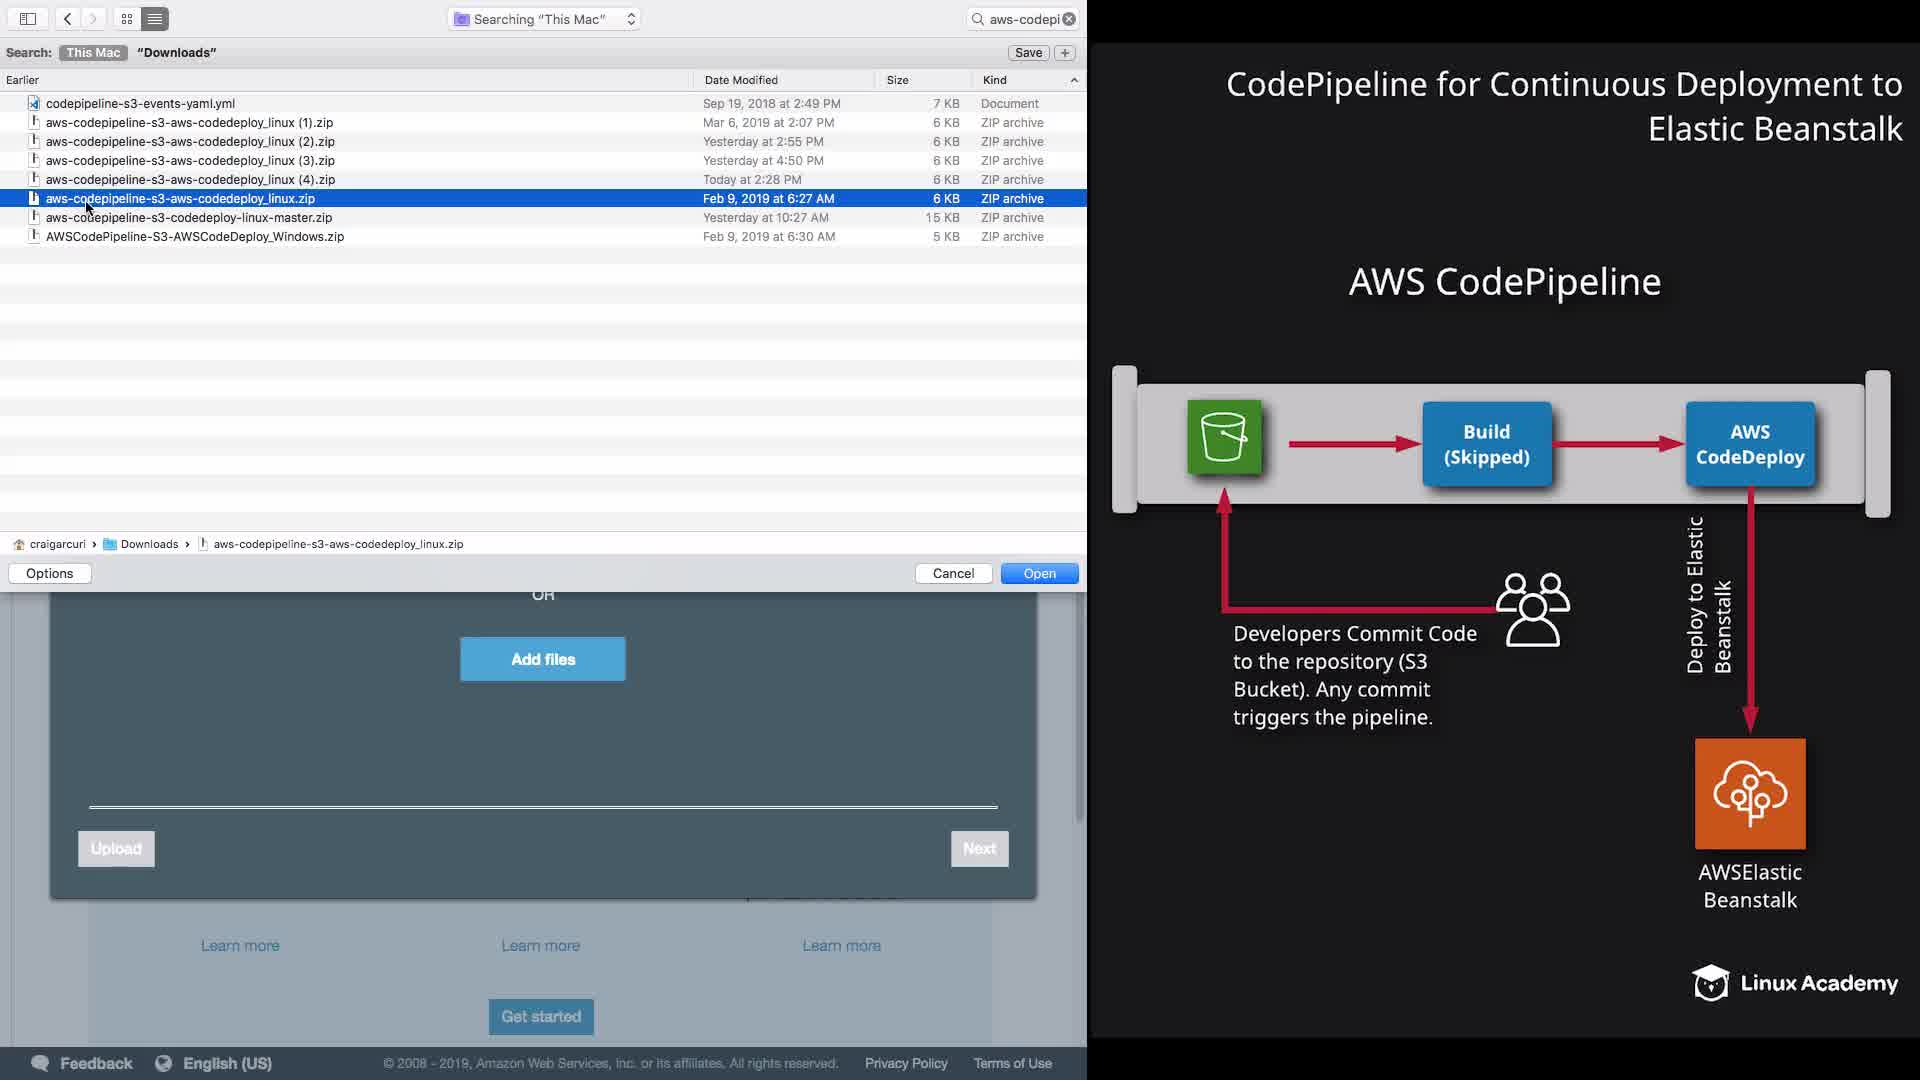 Searching “This Mac”
aws-codepi
Search: This Mac “Downloads” Save +
Earlier Date Modified Size Kind
codepipeline-s3-events-yaml.yml Sep 19, 2018 at 2:49 PM 7 KB Document
aws-codepipeline-s3-aws-codedeploy_linux (1).zip Mar 6, 2019 at 2:07 PM 6 KB ZIP archive
aws-codepipeline-s3-aws-codedeploy_linux (2).zip Yesterday at 2:55 PM 6 KB ZIP archive
aws-codepipeline-s3-aws-codedeploy_linux (3).zip Yesterday at 4:50 PM 6 KB ZIP archive
aws-codepipeline-s3-aws-codedeploy_linux (4).zip Today at 2:28 PM 6 KB ZIP archive
aws-codepipeline-s3-aws-codedeploy_linux.zip Feb 9, 2019 at 6:27 AM 6 KB ZIP archive
aws-codepipeline-s3-codedeploy-linux-master.zip Yesterday at 10:27 AM 15 KB ZIP archive
AWSCodePipeline-S3-AWSCodeDeploy_Windows.zip Feb 9, 2019 at 6:30 AM 5 KB ZIP archive
craigarcuri › Downloads › aws-codepipeline-s3-aws-codedeploy_linux.zip
Options Cancel Open
OR
Add files
Upload Next
Learn more Learn more Learn more
Get started
Feedback English (US) © 2008 - 2019, Amazon Web Services, Inc. or its affiliates. All rights reserved. Privacy Policy Terms of Use
CodePipeline for Continuous Deployment to
Elastic Beanstalk
AWS CodePipeline
Build
(Skipped)
AWS
CodeDeploy
Developers Commit Code
to the repository (S3
Bucket). Any commit
triggers the pipeline.
Deploy to Elastic
Beanstalk
AWSElastic
Beanstalk
Linux Academy